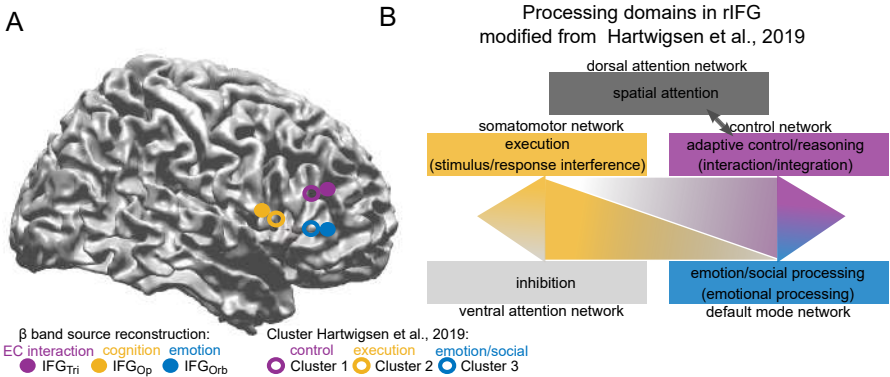 A
B
Processing domains in rIFG
modified from Hartwigsen et al., 2019
dorsal attention network
spatial attention
somatomotor network
control network
execution
(stimulus/response interference)
adaptive control/reasoning
(interaction/integration)
inhibition
ventral attention network
emotion/social processing
(emotional processing)
default mode network
β band source reconstruction:
EC interaction cognition emotion
IFGTri IFGOp IFGOrb
Cluster Hartwigsen et al., 2019:
control execution emotion/social
Cluster 1 Cluster 2 Cluster 3